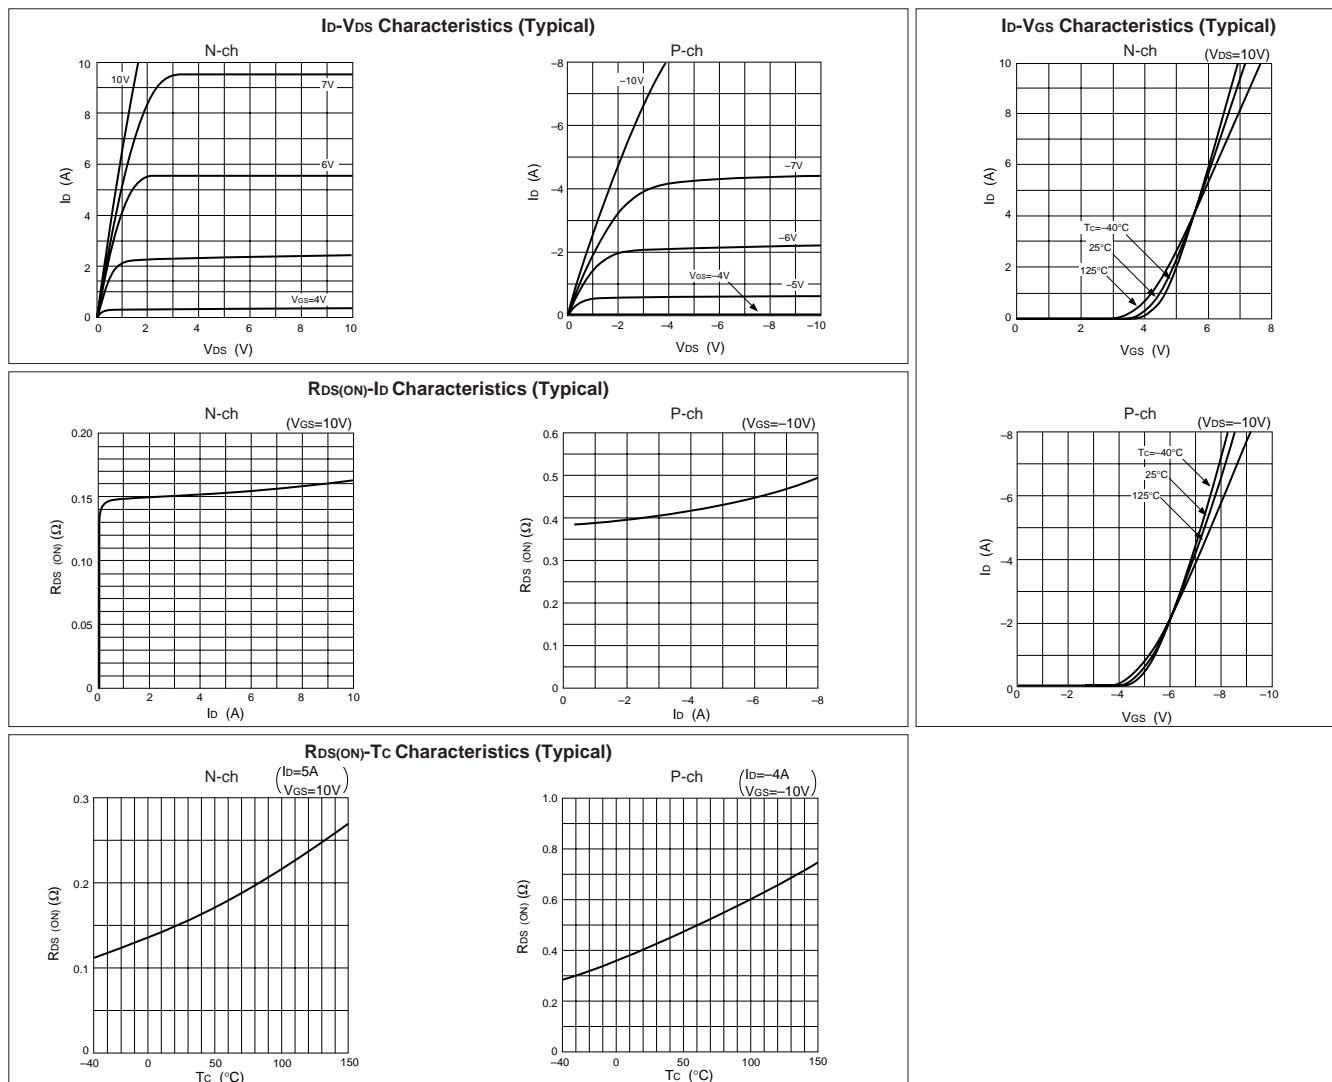 ID-VDS Characteristics (Typical)
N-ch
10
8
6
4
2
0
ID (A)
10V
7V
6V
VGS=4V
0
2
4
6
8
10
VDS (V)
P-ch
–8
–6
–4
–2
0
ID (A)
–10V
–7V
–6V
VGS=–4V
–5V
0
–2
–4
–6
–8
–10
VDS (V)
ID-VGS Characteristics (Typical)
N-ch
(VDS=10V)
10
8
6
4
2
0
ID (A)
TC=–40°C
25°C
125°C
0
2
4
6
8
VGS (V)
P-ch
(VDS=–10V)
–8
–6
–4
–2
0
ID (A)
TC=–40°C
25°C
125°C
0
–2
–4
–6
–8
–10
VGS (V)
RDS(ON)-ID Characteristics (Typical)
N-ch
(VGS=10V)
0.20
0.15
0.10
0.05
0
RDS (ON) (Ω)
0
2
4
6
8
10
ID (A)
P-ch
(VGS=–10V)
0.6
0.5
0.4
0.3
0.2
0.1
0
RDS (ON) (Ω)
0
–2
–4
–6
–8
ID (A)
RDS(ON)-TC Characteristics (Typical)
N-ch
(ID=5A
VGS=10V)
0.3
0.2
0.1
0
RDS (ON) (Ω)
–40
0
50
100
150
TC (°C)
P-ch
(ID=–4A
VGS=–10V)
1.0
0.8
0.6
0.4
0.2
0
RDS (ON) (Ω)
–40
0
50
100
150
TC (°C)